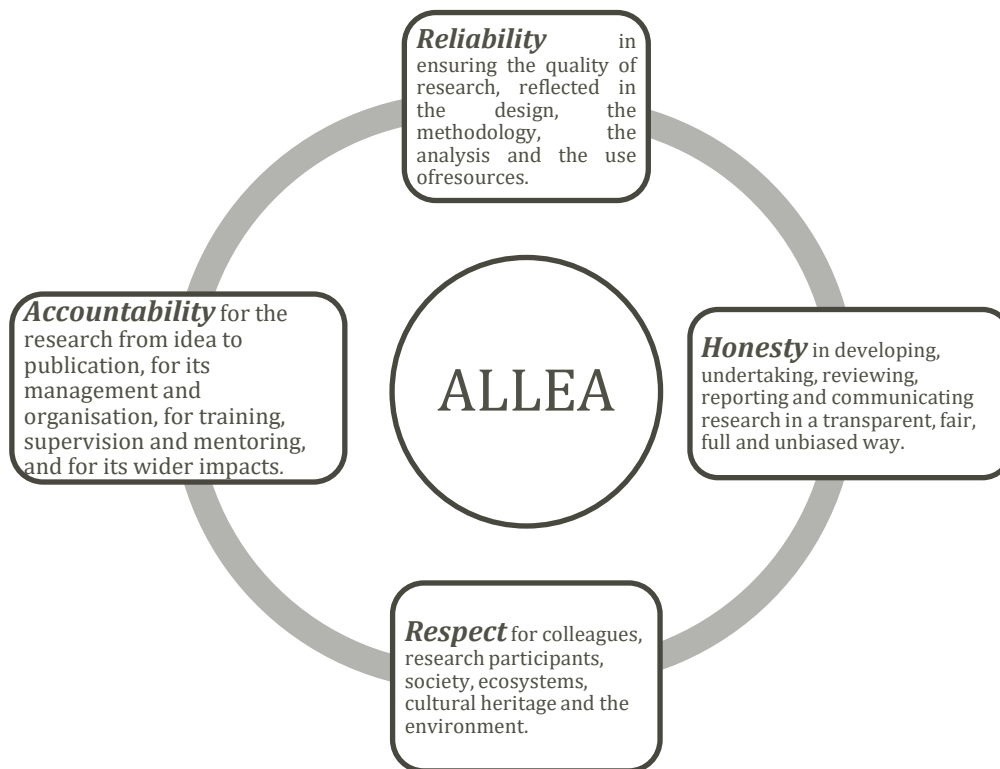 Reliability in
ensuring the quality of
research, reflected in
the design, the
methodology, the
analysis and the use
ofresources.
Accountability for the
research from idea to
publication, for its
management and
organisation, for training,
supervision and mentoring,
and for its wider impacts.
ALLEA
Honesty in developing,
undertaking, reviewing,
reporting and communicating
research in a transparent, fair,
full and unbiased way.
Respect for colleagues,
research participants,
society, ecosystems,
cultural heritage and the
environment.